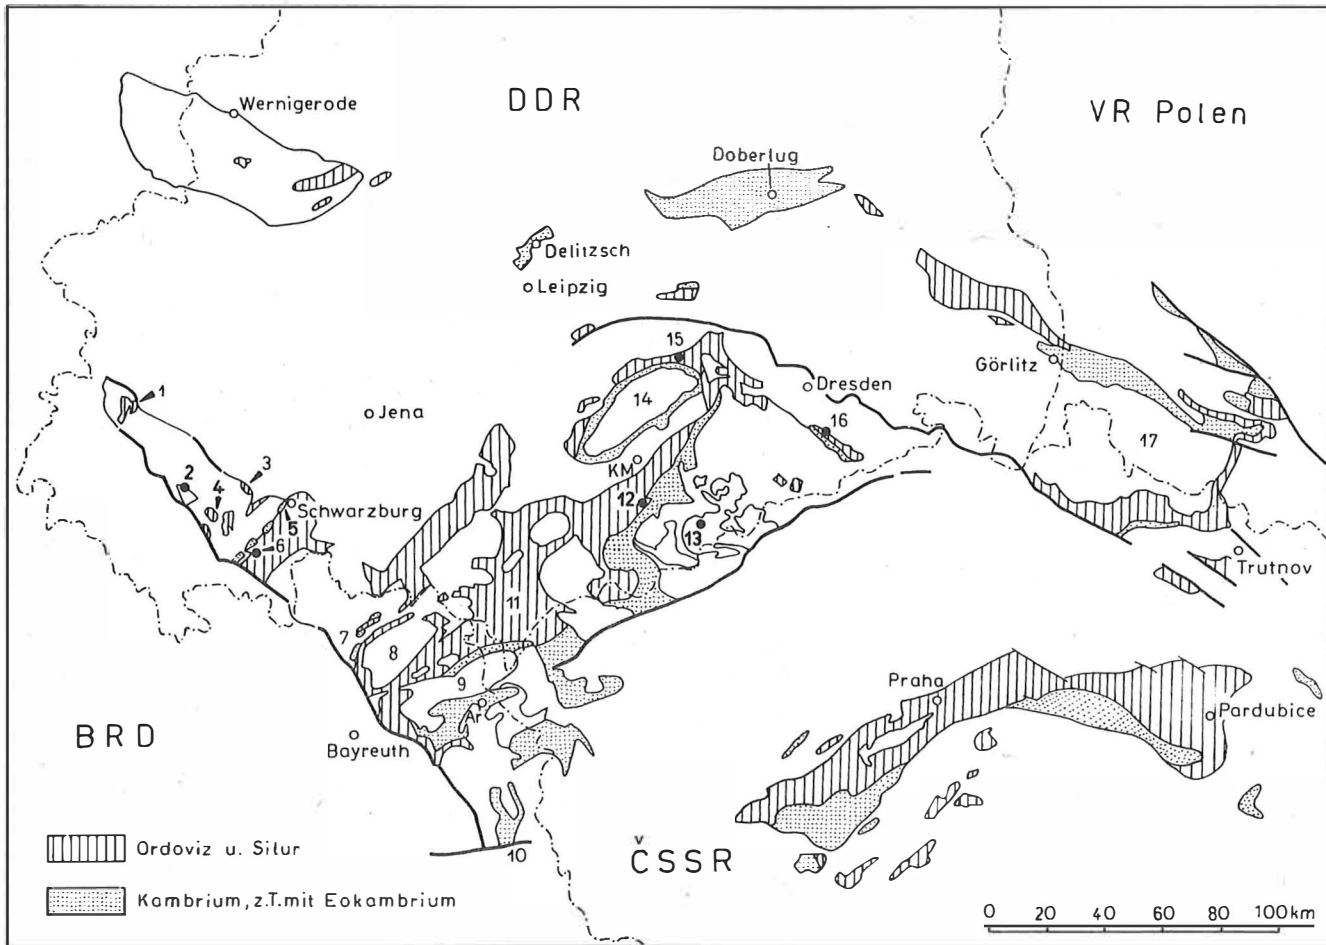 DDR
VR Polen
Wernigerode
Doberlug
Delitzsch
Leipzig
15
Görlitz
1
Dresden
14
Jena
16
KM
17
2
3
4
12
Schwarzburg
5
13
6
Trutnov
11
7
8
9
Praha
Ar
Pardubice
BRD
Bayreuth
Ordoviz u. Silur
10
ČSSR
Kambrium, z.T. mit Eokambrium
0 20 40 60 80 100 km